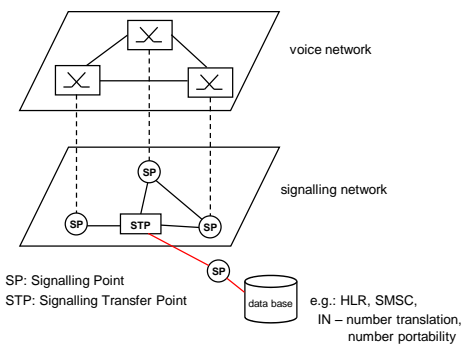 voice network
signalling network
SP
SP
STP
SP
SP
SP: Signalling Point
STP: Signalling Transfer Point
data base
e.g.: HLR, SMSC,
IN – number translation,
number portability